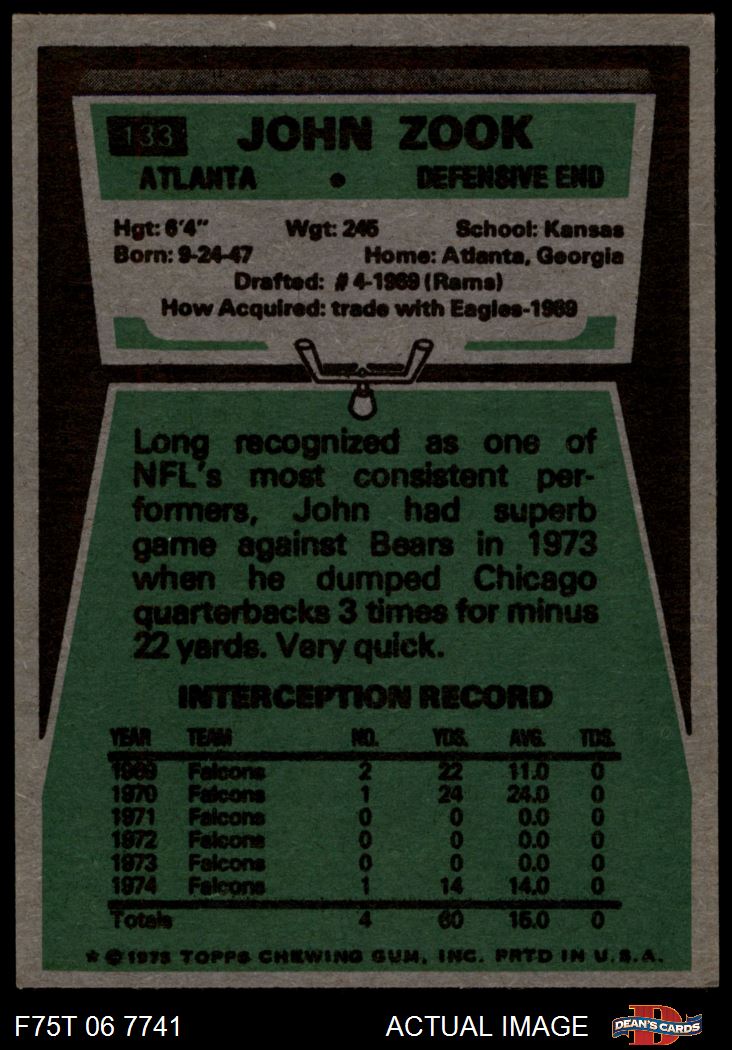 133 JOHN ZOOK
ATLANTA • DEFENSIVE END
Hgt: 6'4" Wgt: 245 School: Kansas
Born: 9-24-47 Home: Atlanta, Georgia
Drafted: #4-1969 (Rams)
How Acquired: trade with Eagles-1969
Long recognized as one of
NFL's most consistent per-
formers, John had superb
game against Bears in 1973
when he dumped Chicago
quarterbacks 3 times for minus
22 yards. Very quick.
INTERCEPTION RECORD
YEAR TEAM NO. YDS. AVG. TDS.
1969 Falcons 2 22 11.0 0
1970 Falcons 1 24 24.0 0
1971 Falcons 0 0 0.0 0
1972 Falcons 0 0 0.0 0
1973 Falcons 0 0 0.0 0
1974 Falcons 1 14 14.0 0
Totals 4 60 15.0 0
★ © 1975 TOPPS CHEWING GUM, INC. PRTD IN U.S.A.
F75T 06 7741 ACTUAL IMAGE DEAN'S CARDS